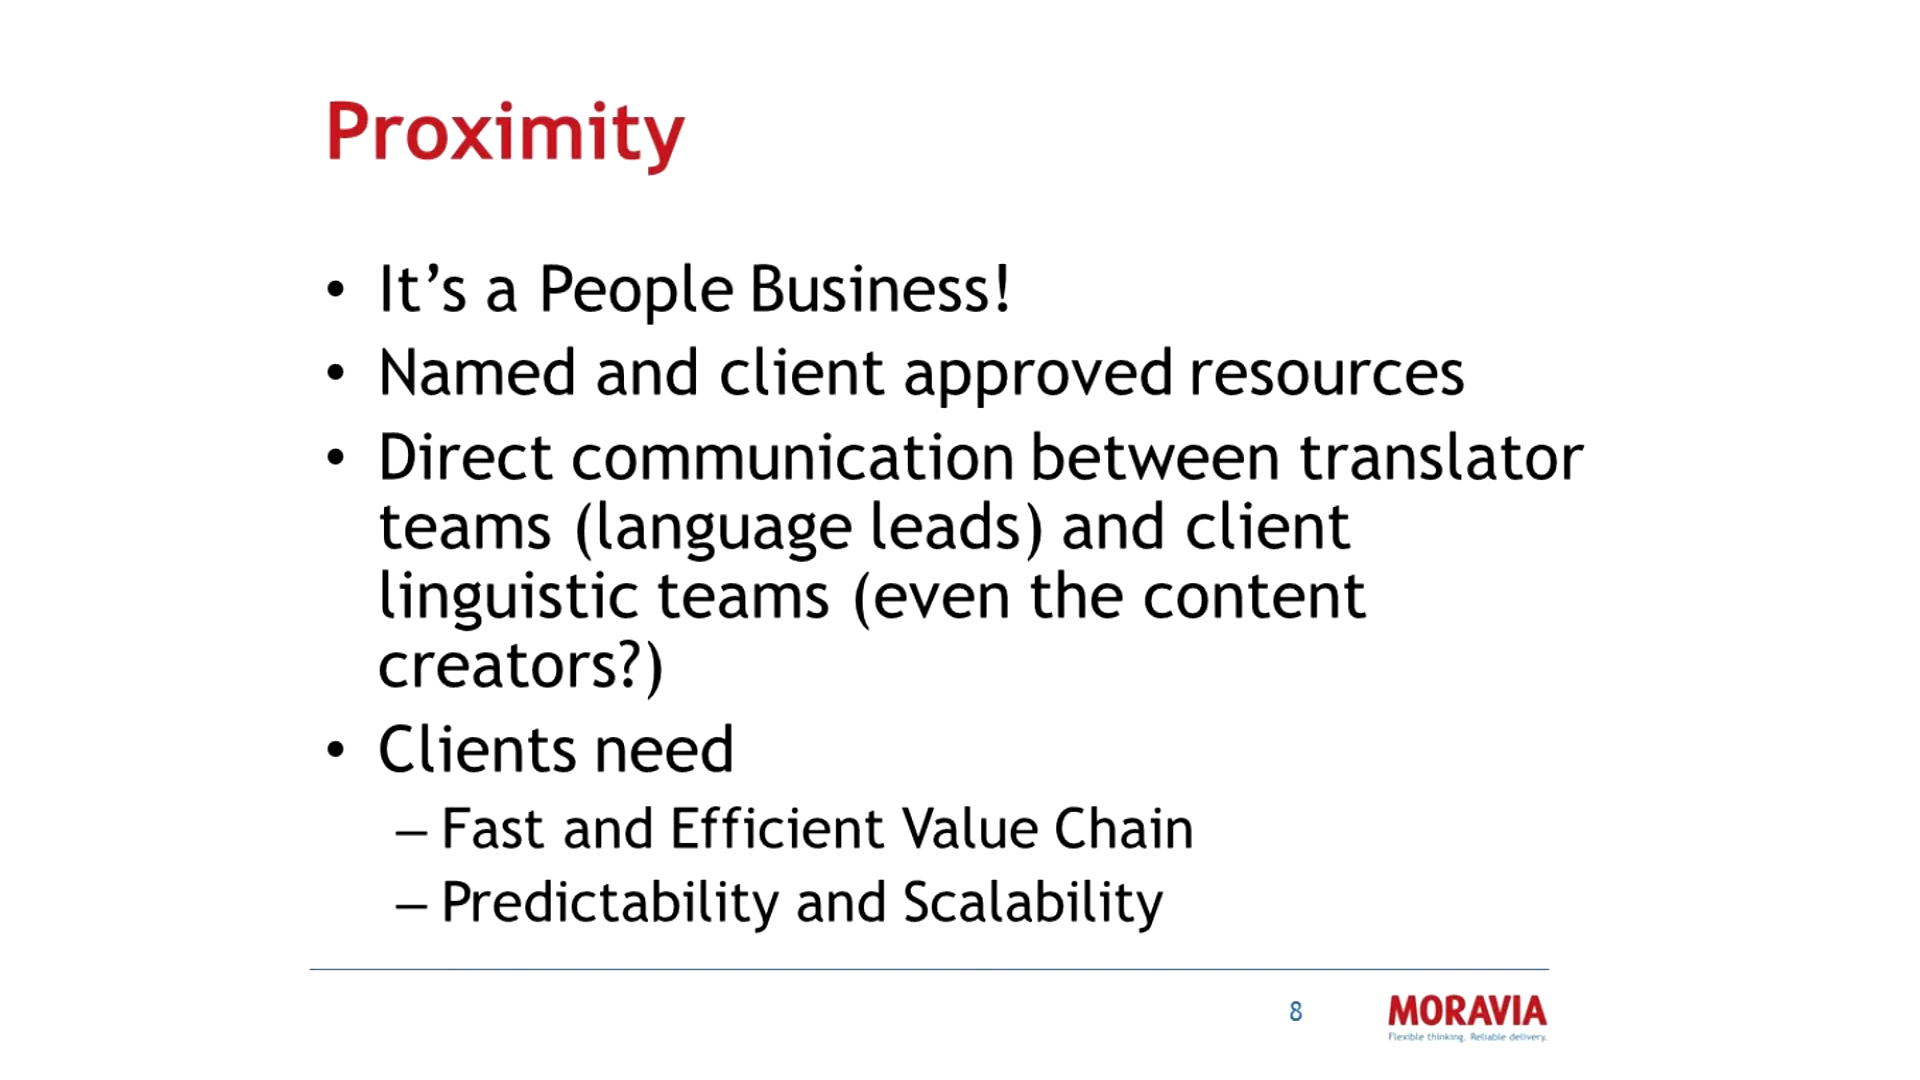 Proximity
• It’s a People Business!
• Named and client approved resources
• Direct communication between translator
teams (language leads) and client
linguistic teams (even the content
creators?)
• Clients need
– Fast and Efficient Value Chain
– Predictability and Scalability
8
MORAVIA
Flexible thinking. Reliable delivery.